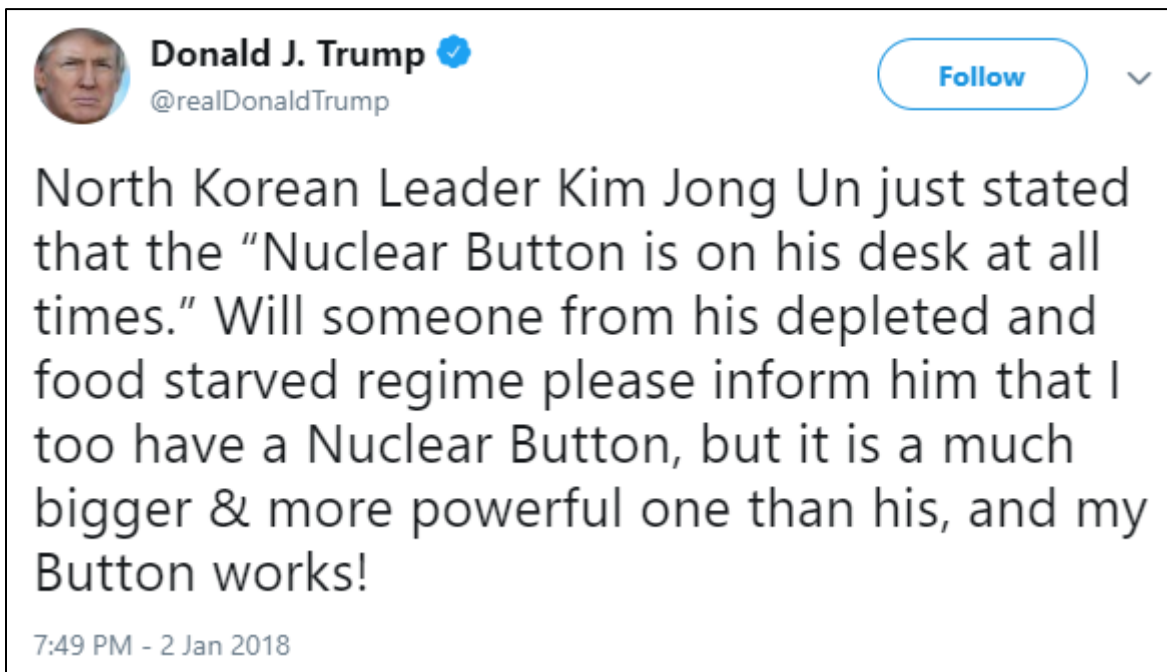 Donald J. Trump
@realDonaldTrump
Follow
North Korean Leader Kim Jong Un just stated
that the “Nuclear Button is on his desk at all
times.” Will someone from his depleted and
food starved regime please inform him that I
too have a Nuclear Button, but it is a much
bigger & more powerful one than his, and my
Button works!
7:49 PM - 2 Jan 2018